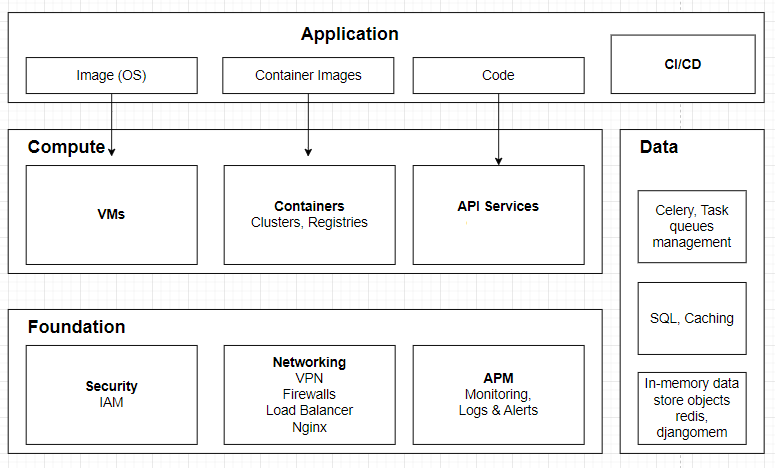 Application
Image (OS)
Container Images
Code
CI/CD
Compute
VMs
Containers
Clusters, Registries
API Services
Data
Celery, Task
queues
management
SQL, Caching
In-memory data
store objects
redis,
djangomem
Foundation
Security
IAM
Networking
VPN
Firewalls
Load Balancer
Nginx
APM
Monitoring,
Logs & Alerts